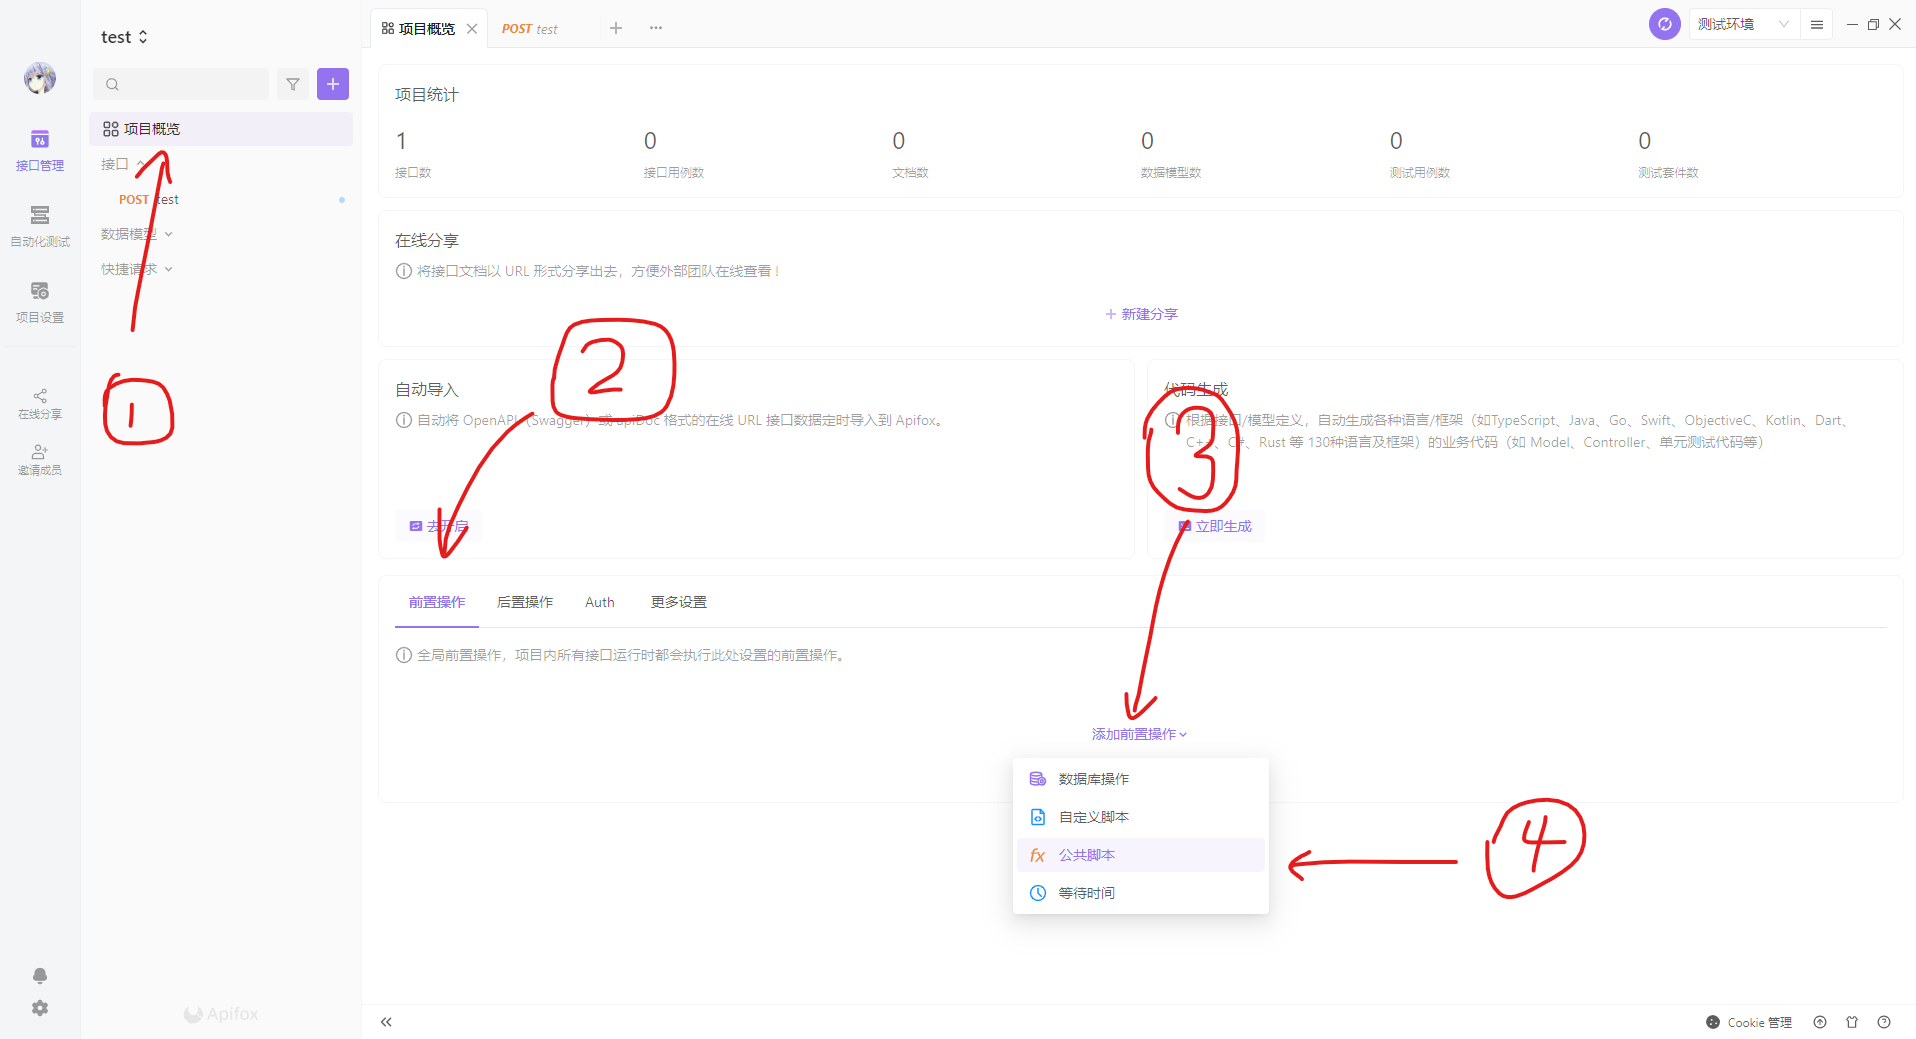 test
项目概览
POST test
测试环境
接口管理
自动化测试
项目设置
在线分享
邀请成员
项目概览
接口
POST test
数据模型
快捷请求
项目统计
1 0 0 0 0 0
接口数 接口用例数 文档数 数据模型数 测试用例数 测试套件数
在线分享
将接口文档以 URL 形式分享出去，方便外部团队在线查看！
+ 新建分享
自动导入
自动将 OpenAPI（Swagger）或 apiDoc 格式的在线 URL 接口数据定时导入到 Apifox。
去开启
代码生成
根据接口/模型定义，自动生成各种语言/框架（如TypeScript、Java、Go、Swift、ObjectiveC、Kotlin、Dart、
C++、C#、Rust 等 130种语言及框架）的业务代码（如 Model、Controller、单元测试代码等）
立即生成
前置操作 后置操作 Auth 更多设置
全局前置操作，项目内所有接口运行时都会执行此处设置的前置操作。
添加前置操作
数据库操作
自定义脚本
fx 公共脚本
等待时间
1
2
3
4
Apifox
Cookie 管理